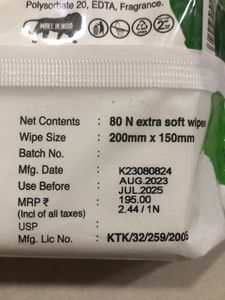 Polysorbate 20, EDTA, Fragrance.
MAKE IN INDIA
Net Contents : 80 N extra soft wipes
Wipe Size : 200mm x 150mm
Batch No. :
Mfg. Date : K23080824
Use Before : AUG.2023
JUL.2025
MRP ₹ : 195.00
(Incl of all taxes) 2.44 / 1N
USP :
Mfg. Lic No. : KTK/32/259/2005